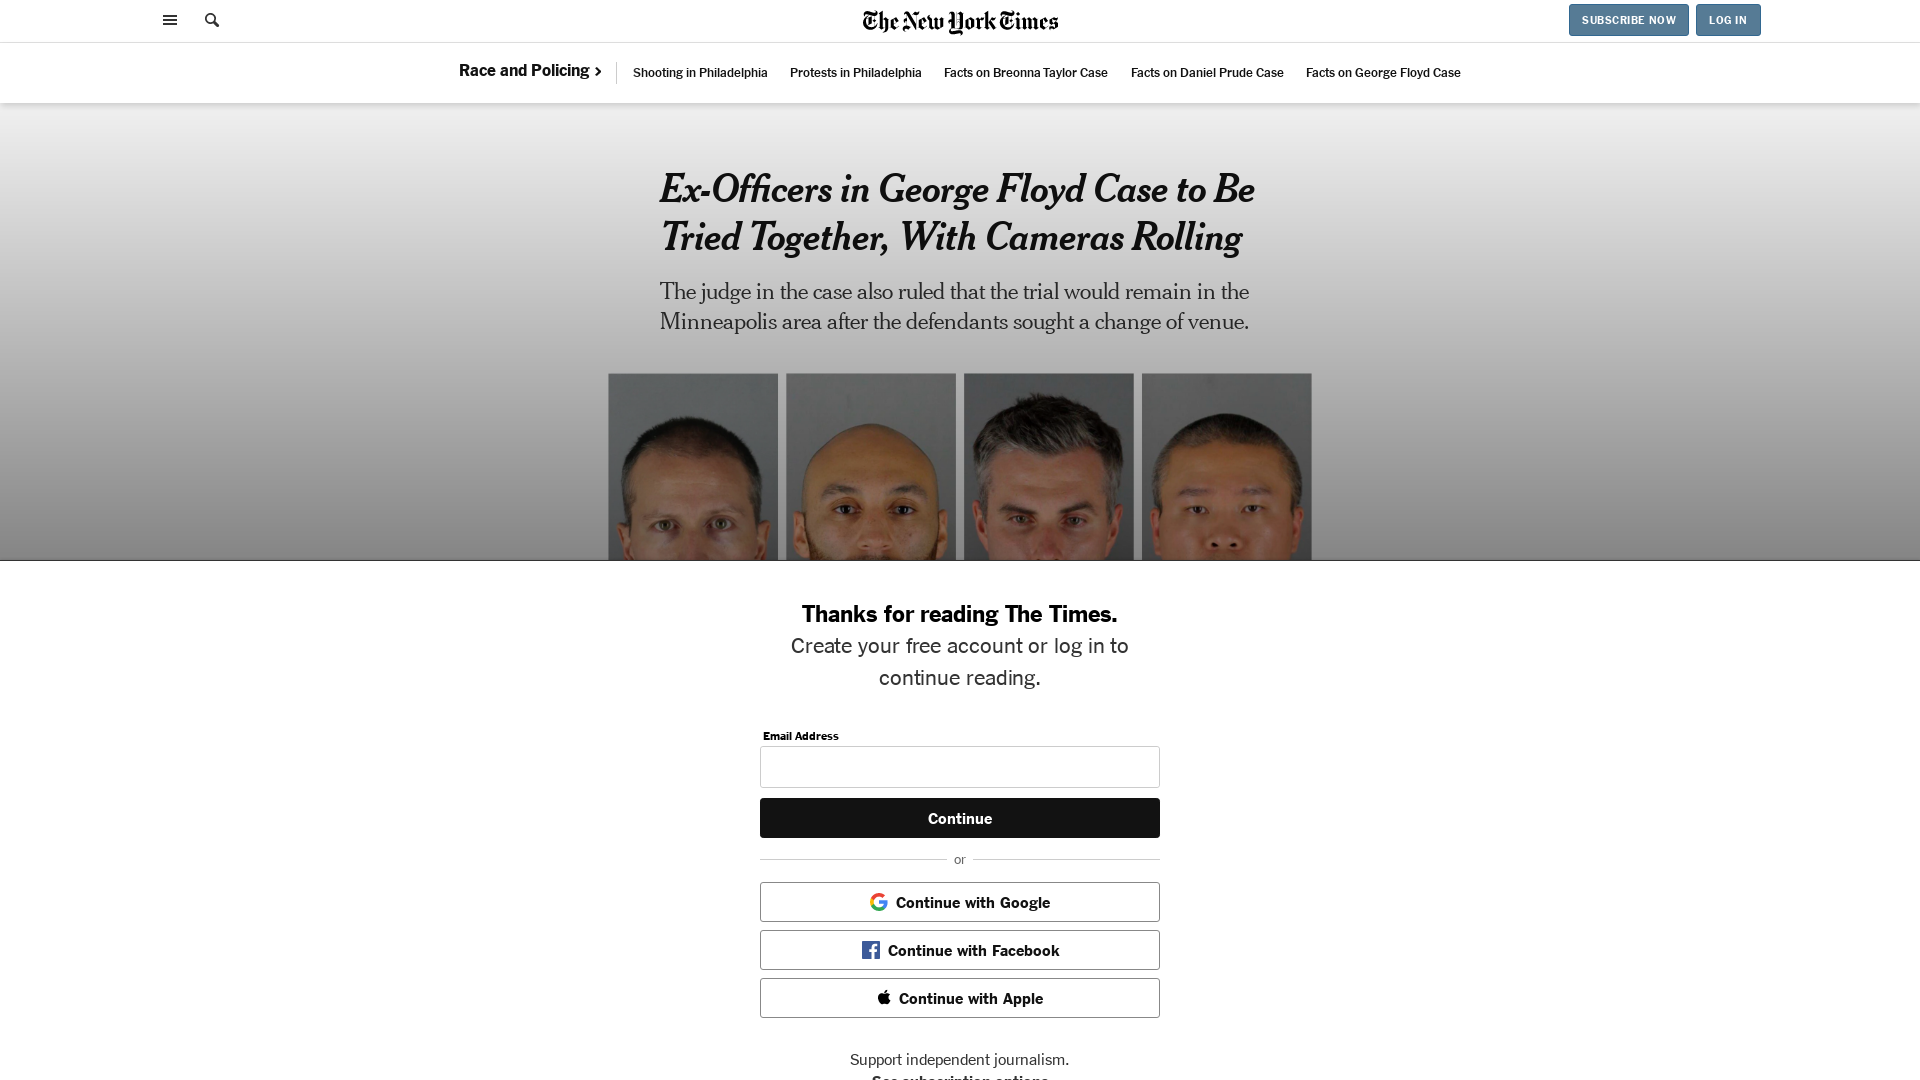 The New York Times
SUBSCRIBE NOW
LOG IN
Race and Policing
Shooting in Philadelphia
Protests in Philadelphia
Facts on Breonna Taylor Case
Facts on Daniel Prude Case
Facts on George Floyd Case
Ex-Officers in George Floyd Case to Be
Tried Together, With Cameras Rolling
The judge in the case also ruled that the trial would remain in the
Minneapolis area after the defendants sought a change of venue.
Thanks for reading The Times.
Create your free account or log in to
continue reading.
Email Address
Continue
or
Continue with Google
Continue with Facebook
Continue with Apple
Support independent journalism.
See subscription options.